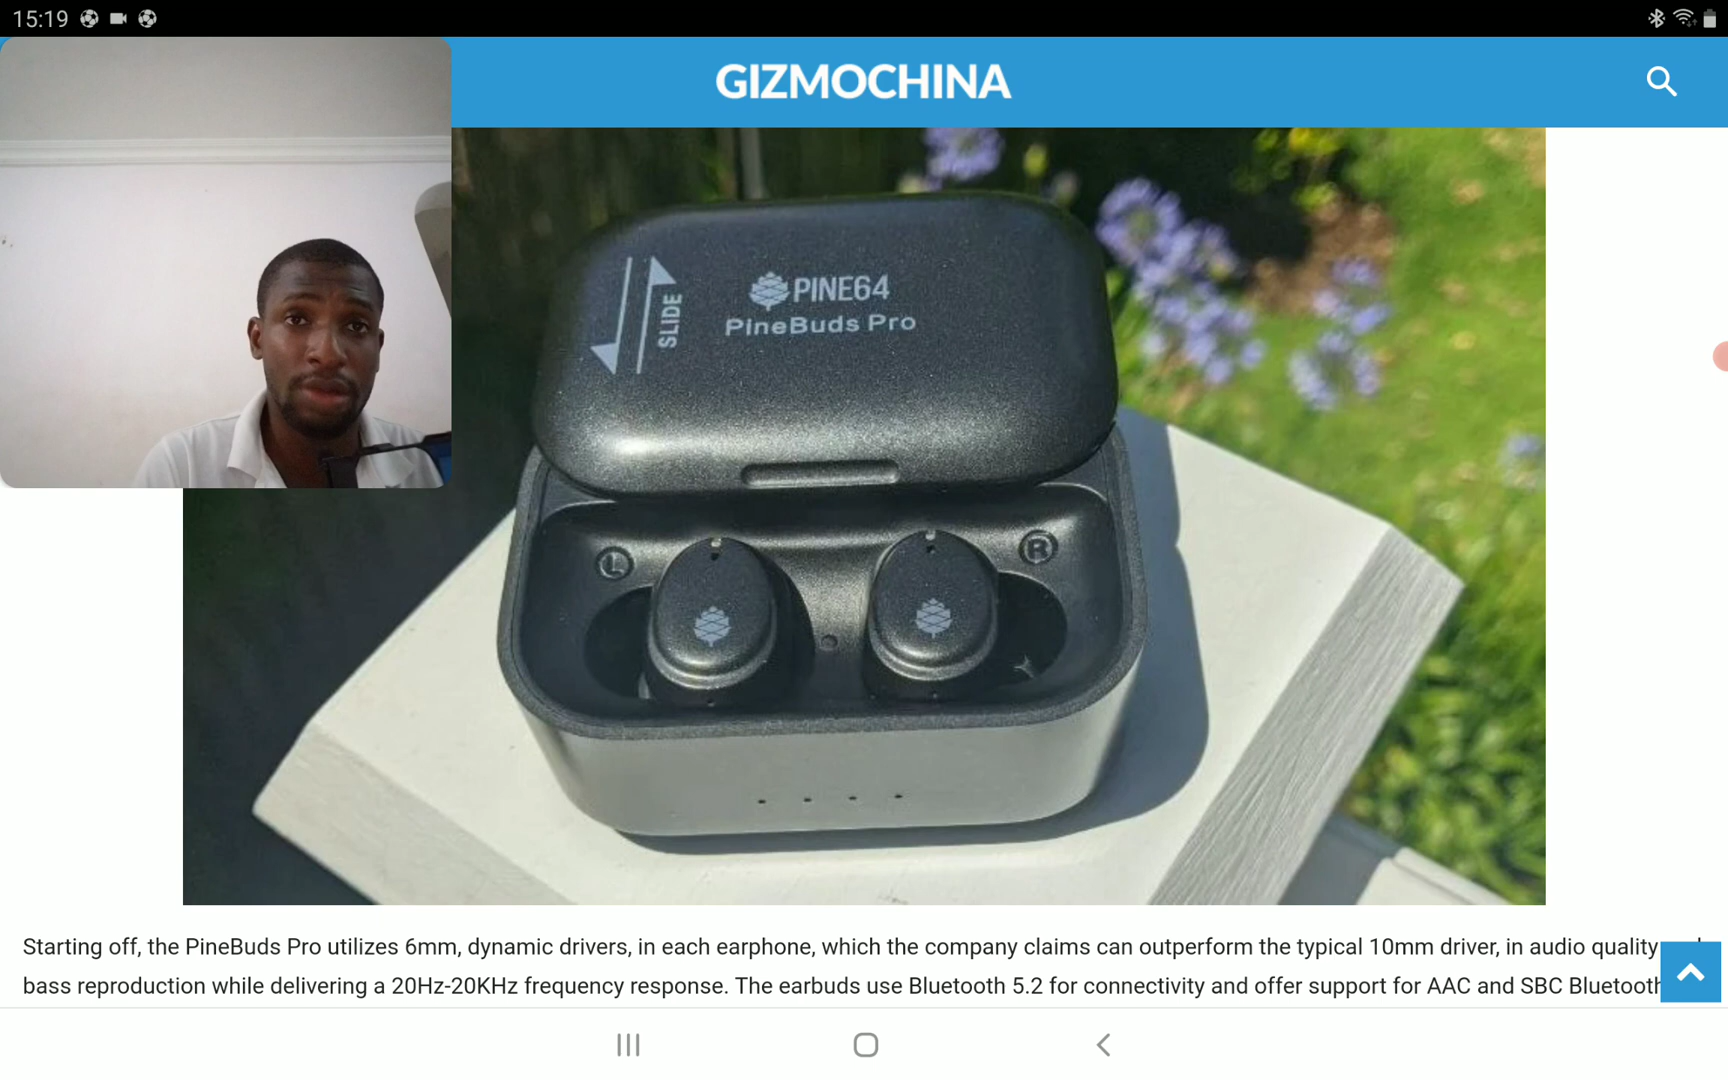 15:19
GIZMOCHINA
SLIDE
PINE64
PineBuds Pro
L
R
Starting off, the PineBuds Pro utilizes 6mm, dynamic drivers, in each earphone, which the company claims can outperform the typical 10mm driver, in audio quality
bass reproduction while delivering a 20Hz-20KHz frequency response. The earbuds use Bluetooth 5.2 for connectivity and offer support for AAC and SBC Bluetooth